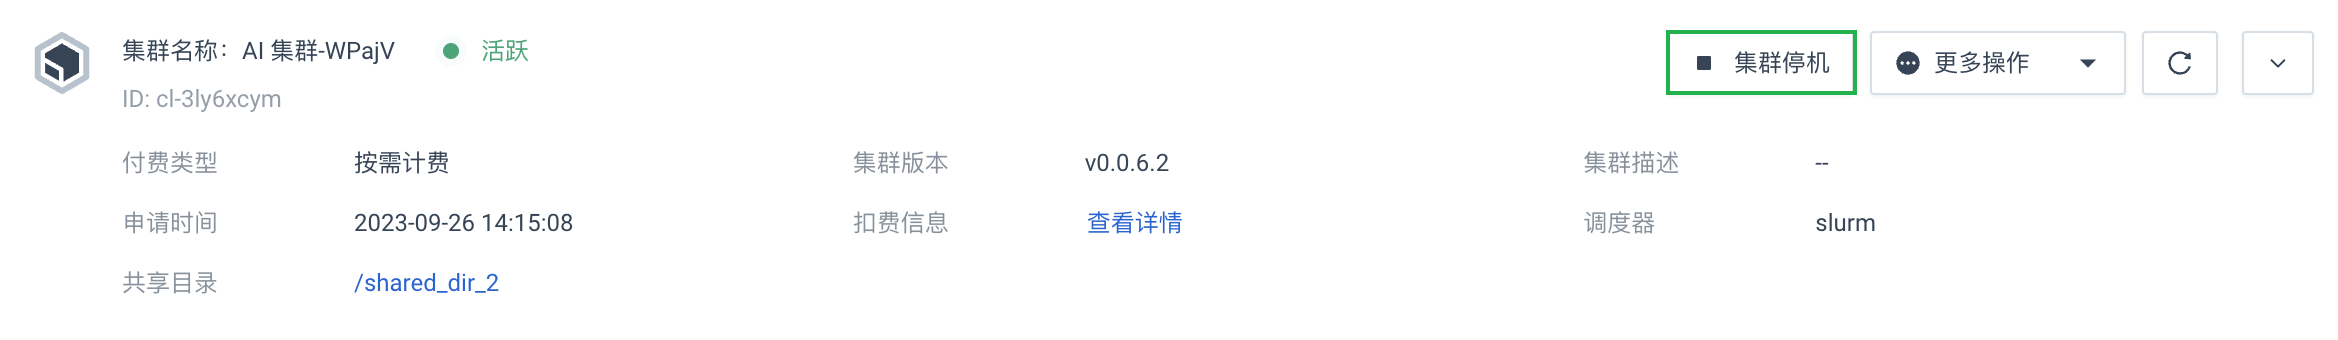 集群名称：AI 集群-WPajV 活跃 集群停机 更多操作
ID: cl-3ly6xcym
付费类型 按需计费 集群版本 v0.0.6.2 集群描述 --
申请时间 2023-09-26 14:15:08 扣费信息 查看详情 调度器 slurm
共享目录 /shared_dir_2